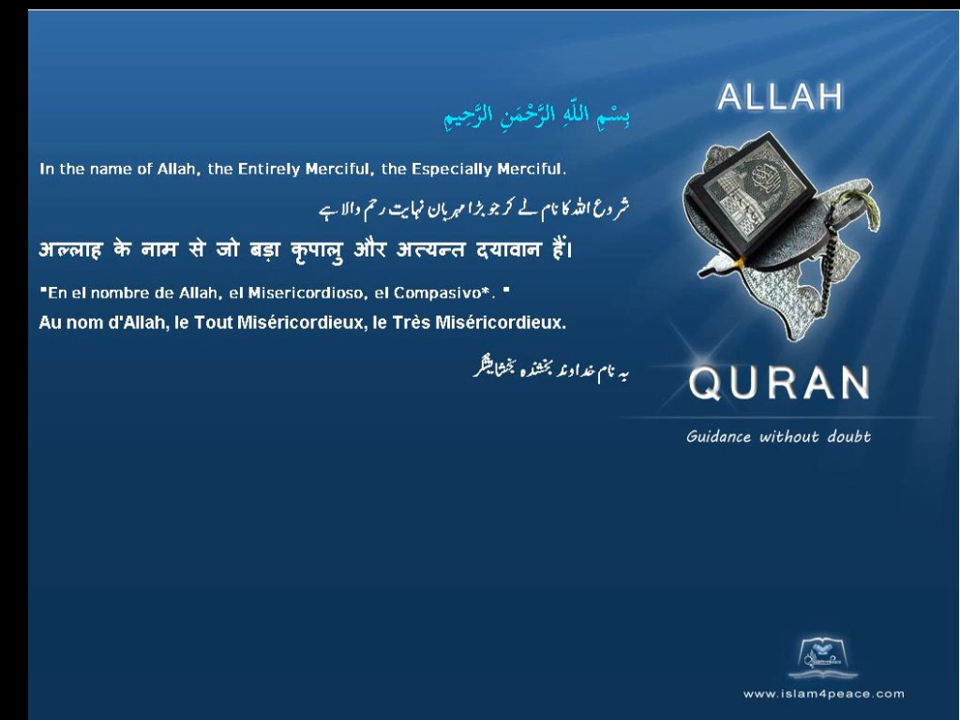 بِسْمِ اللَّهِ الرَّحْمَنِ الرَّحِيمِ
In the name of Allah, the Entirely Merciful, the Especially Merciful.
شروع اللہ کا نام لے کر جو بڑا مہربان نہایت رحم والا ہے
अल्लाह के नाम से जो बड़ा कृपालु और अत्यन्त दयावान हैं।
"En el nombre de Allah, el Misericordioso, el Compasivo*. "
Au nom d'Allah, le Tout Miséricordieux, le Très Miséricordieux.
به نام خداوند بخشنده بخشایشگر
ALLAH
QURAN
Guidance without doubt
www.islam4peace.com